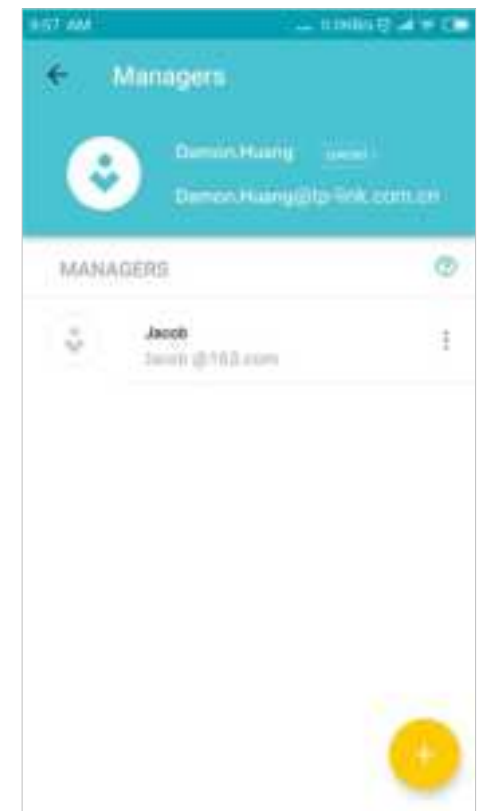 9:57 AM
Managers
Damon.Huang
Damon.Huang@tp-link.com.cn
MANAGERS
Jacob
Jacob @163.com